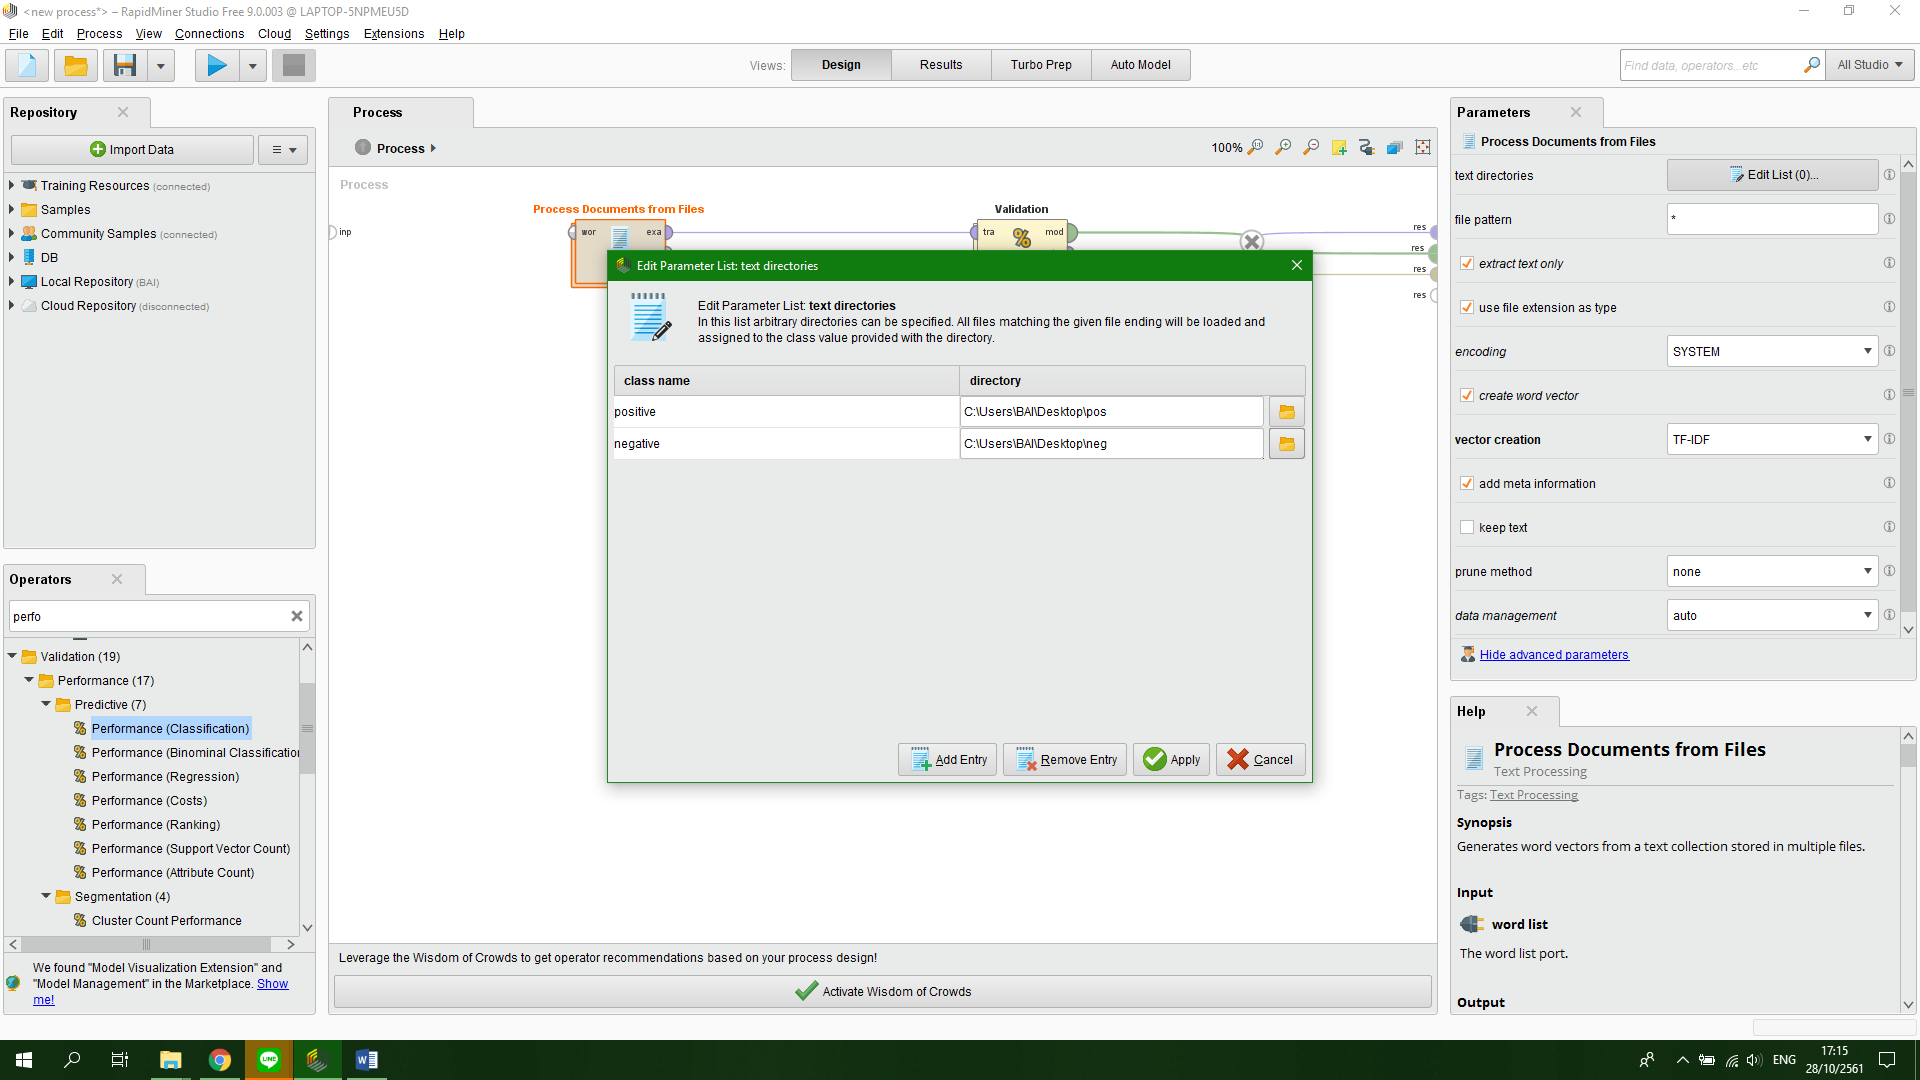 <new process*> – RapidMiner Studio Free 9.0.003 @ LAPTOP-5NPMEU5D
File Edit Process View Connections Cloud Settings Extensions Help
Views: Design Results Turbo Prep Auto Model
Find data, operators...etc
All Studio
Repository
Import Data
Training Resources (connected)
Samples
Community Samples (connected)
DB
Local Repository (BAI)
Cloud Repository (disconnected)
Operators
perfo
Validation (19)
Performance (17)
Predictive (7)
Performance (Classification)
Performance (Binominal Classification
Performance (Regression)
Performance (Costs)
Performance (Ranking)
Performance (Support Vector Count)
Performance (Attribute Count)
Segmentation (4)
Cluster Count Performance
We found "Model Visualization Extension" and
"Model Management" in the Marketplace. Show
me!
Process
Process
100%
Process
inp
Process Documents from Files
wor exa
Validation
tra mod
res
res
res
res
Edit Parameter List: text directories
Edit Parameter List: text directories
In this list arbitrary directories can be specified. All files matching the given file ending will be loaded and
assigned to the class value provided with the directory.
class name directory
positive C:\Users\BAI\Desktop\pos
negative C:\Users\BAI\Desktop\neg
Add Entry Remove Entry Apply Cancel
Leverage the Wisdom of Crowds to get operator recommendations based on your process design!
Activate Wisdom of Crowds
Parameters
Process Documents from Files
text directories Edit List (0)...
file pattern *
extract text only
use file extension as type
encoding SYSTEM
create word vector
vector creation TF-IDF
add meta information
keep text
prune method none
data management auto
Hide advanced parameters
Help
Process Documents from Files
Text Processing
Tags: Text Processing
Synopsis
Generates word vectors from a text collection stored in multiple files.
Input
word list
The word list port.
Output
ENG
17:15
28/10/2561